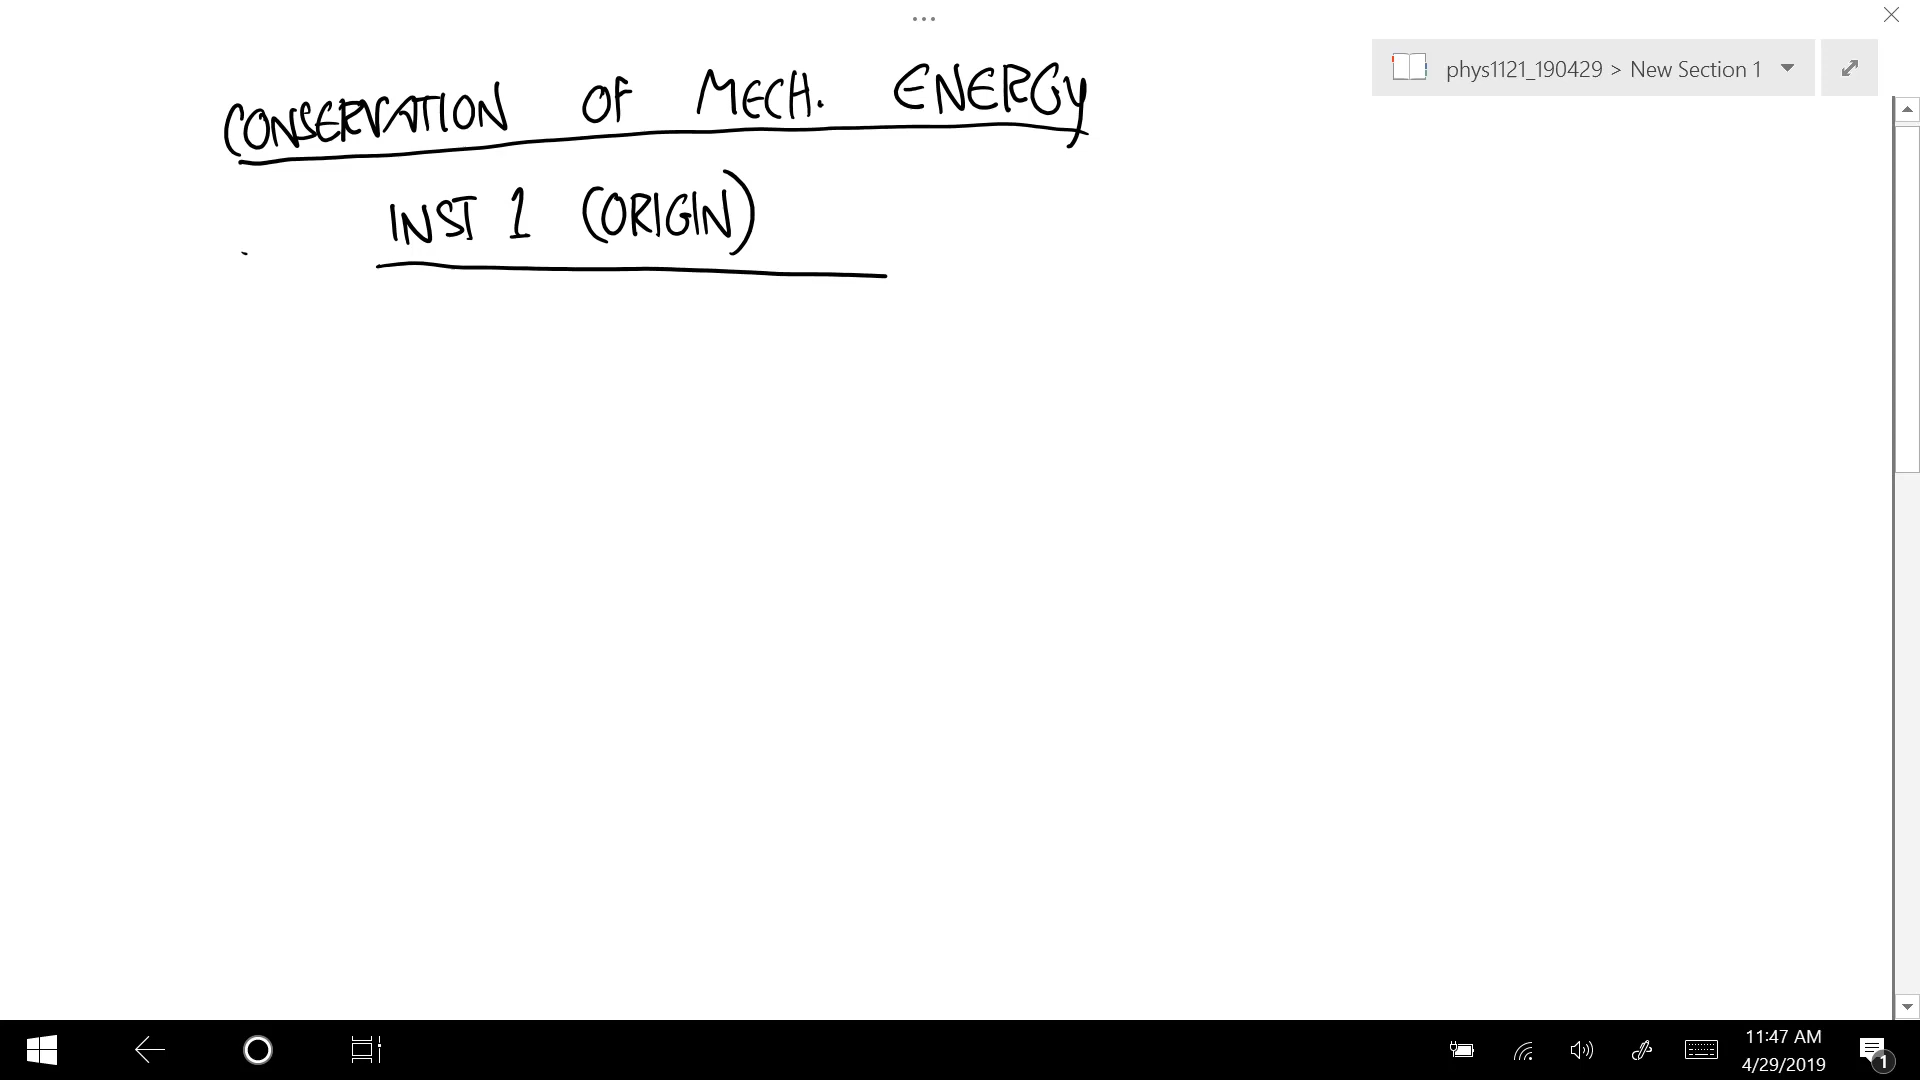 phys1121_190429 > New Section 1
CONSERVATION OF MECH. ENERGY
INST 1 (ORIGIN)
11:47 AM
4/29/2019
1